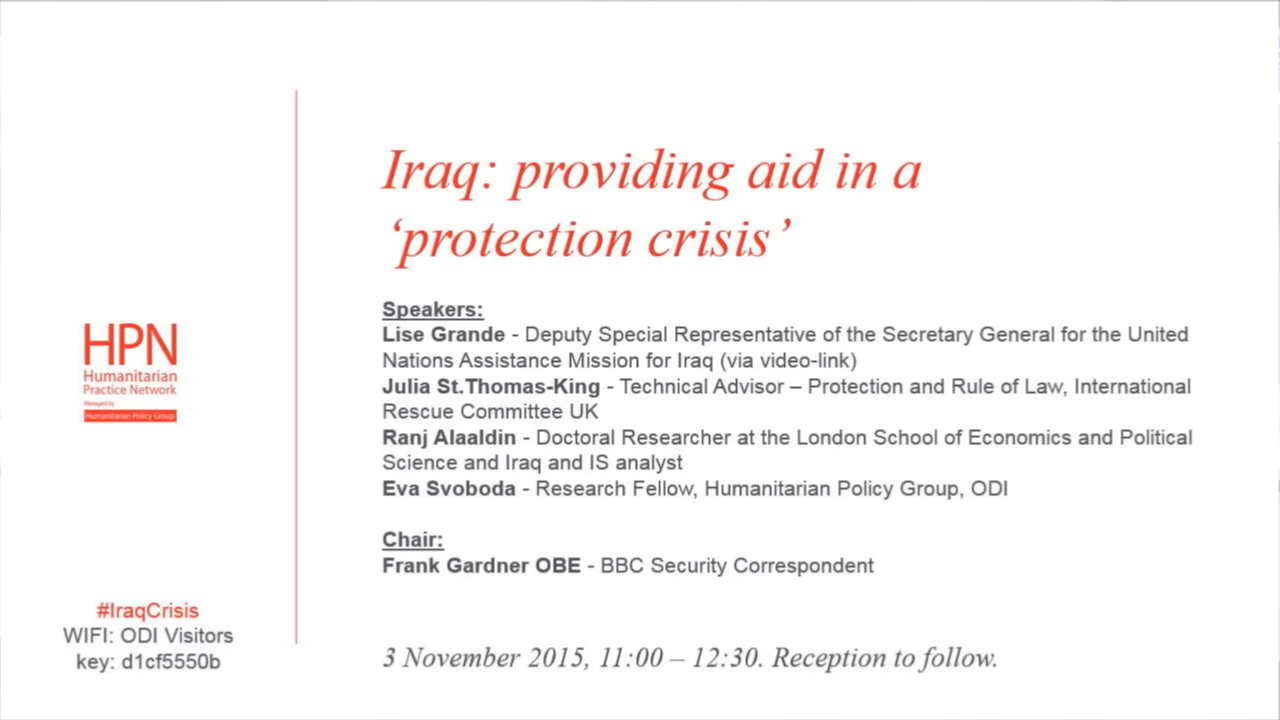 Iraq: providing aid in a
‘protection crisis’
Speakers:
Lise Grande - Deputy Special Representative of the Secretary General for the United
Nations Assistance Mission for Iraq (via video-link)
Julia St.Thomas-King - Technical Advisor – Protection and Rule of Law, International
Rescue Committee UK
Ranj Alaaldin - Doctoral Researcher at the London School of Economics and Political
Science and Iraq and IS analyst
Eva Svoboda - Research Fellow, Humanitarian Policy Group, ODI
Chair:
Frank Gardner OBE - BBC Security Correspondent
3 November 2015, 11:00 – 12:30. Reception to follow.
HPN
Humanitarian
Practice Network
Managed by
Humanitarian Policy Group
#IraqCrisis
WIFI: ODI Visitors
key: d1cf5550b